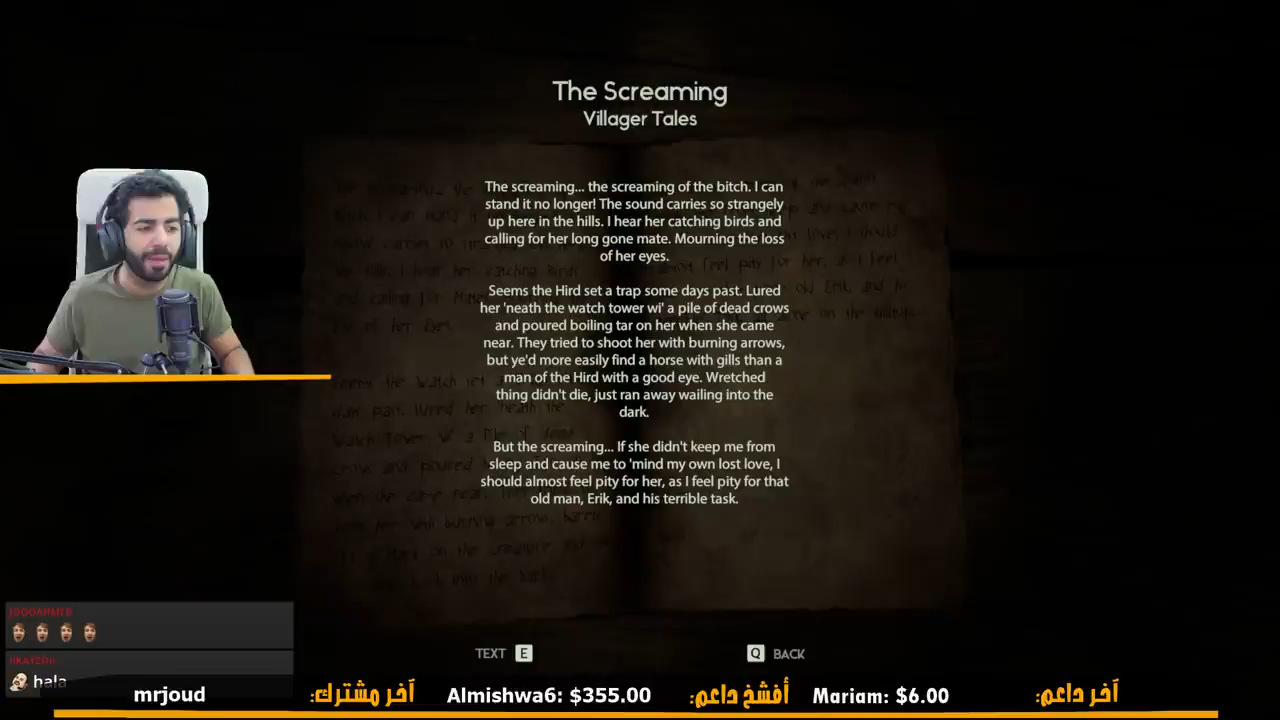 The Screaming
Villager Tales
The screaming... the screaming of the bitch. I can
stand it no longer! The sound carries so strangely
up here in the hills. I hear her catching birds and
calling for her long gone mate. Mourning the loss
of her eyes.
Seems the Hird set a trap some days past. Lured
her 'neath the watch tower wi' a pile of dead crows
and poured boiling tar on her when she came
near. They tried to shoot her with burning arrows,
but ye'd more easily find a horse with gills than a
man of the Hird with a good eye. Wretched
thing didn't die, just ran away wailing into the
dark.
But the screaming... If she didn't keep me from
sleep and cause me to 'mind my own lost love, I
should almost feel pity for her, as I feel pity for that
old man, Erik, and his terrible task.
TEXT E
Q BACK
hala
mrjoud آخر مشترك: Almishwa6: $355.00 أفشخ داعم: Mariam: $6.00 آخر داعم: